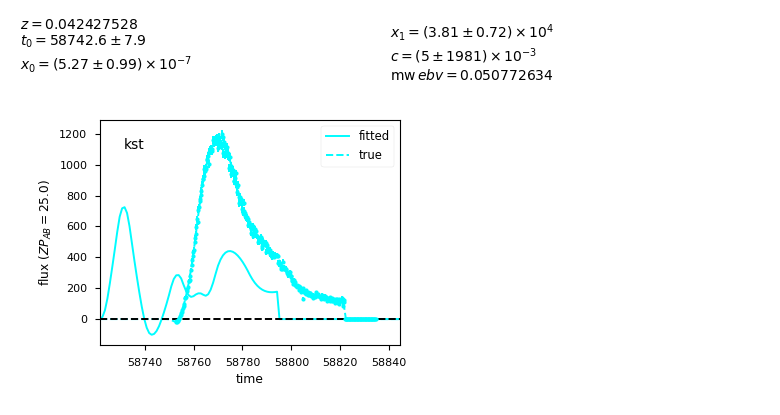 z = 0.042427528
t₀ = 58742.6 ± 7.9
x₀ = (5.27 ± 0.99) × 10⁻⁷
x₁ = (3.81 ± 0.72) × 10⁴
c = (5 ± 1981) × 10⁻³
mw ebv = 0.050772634
kst
fitted
true
1200
1000
800
600
400
200
0
flux (ZP_AB = 25.0)
58740 58760 58780 58800 58820 58840
time